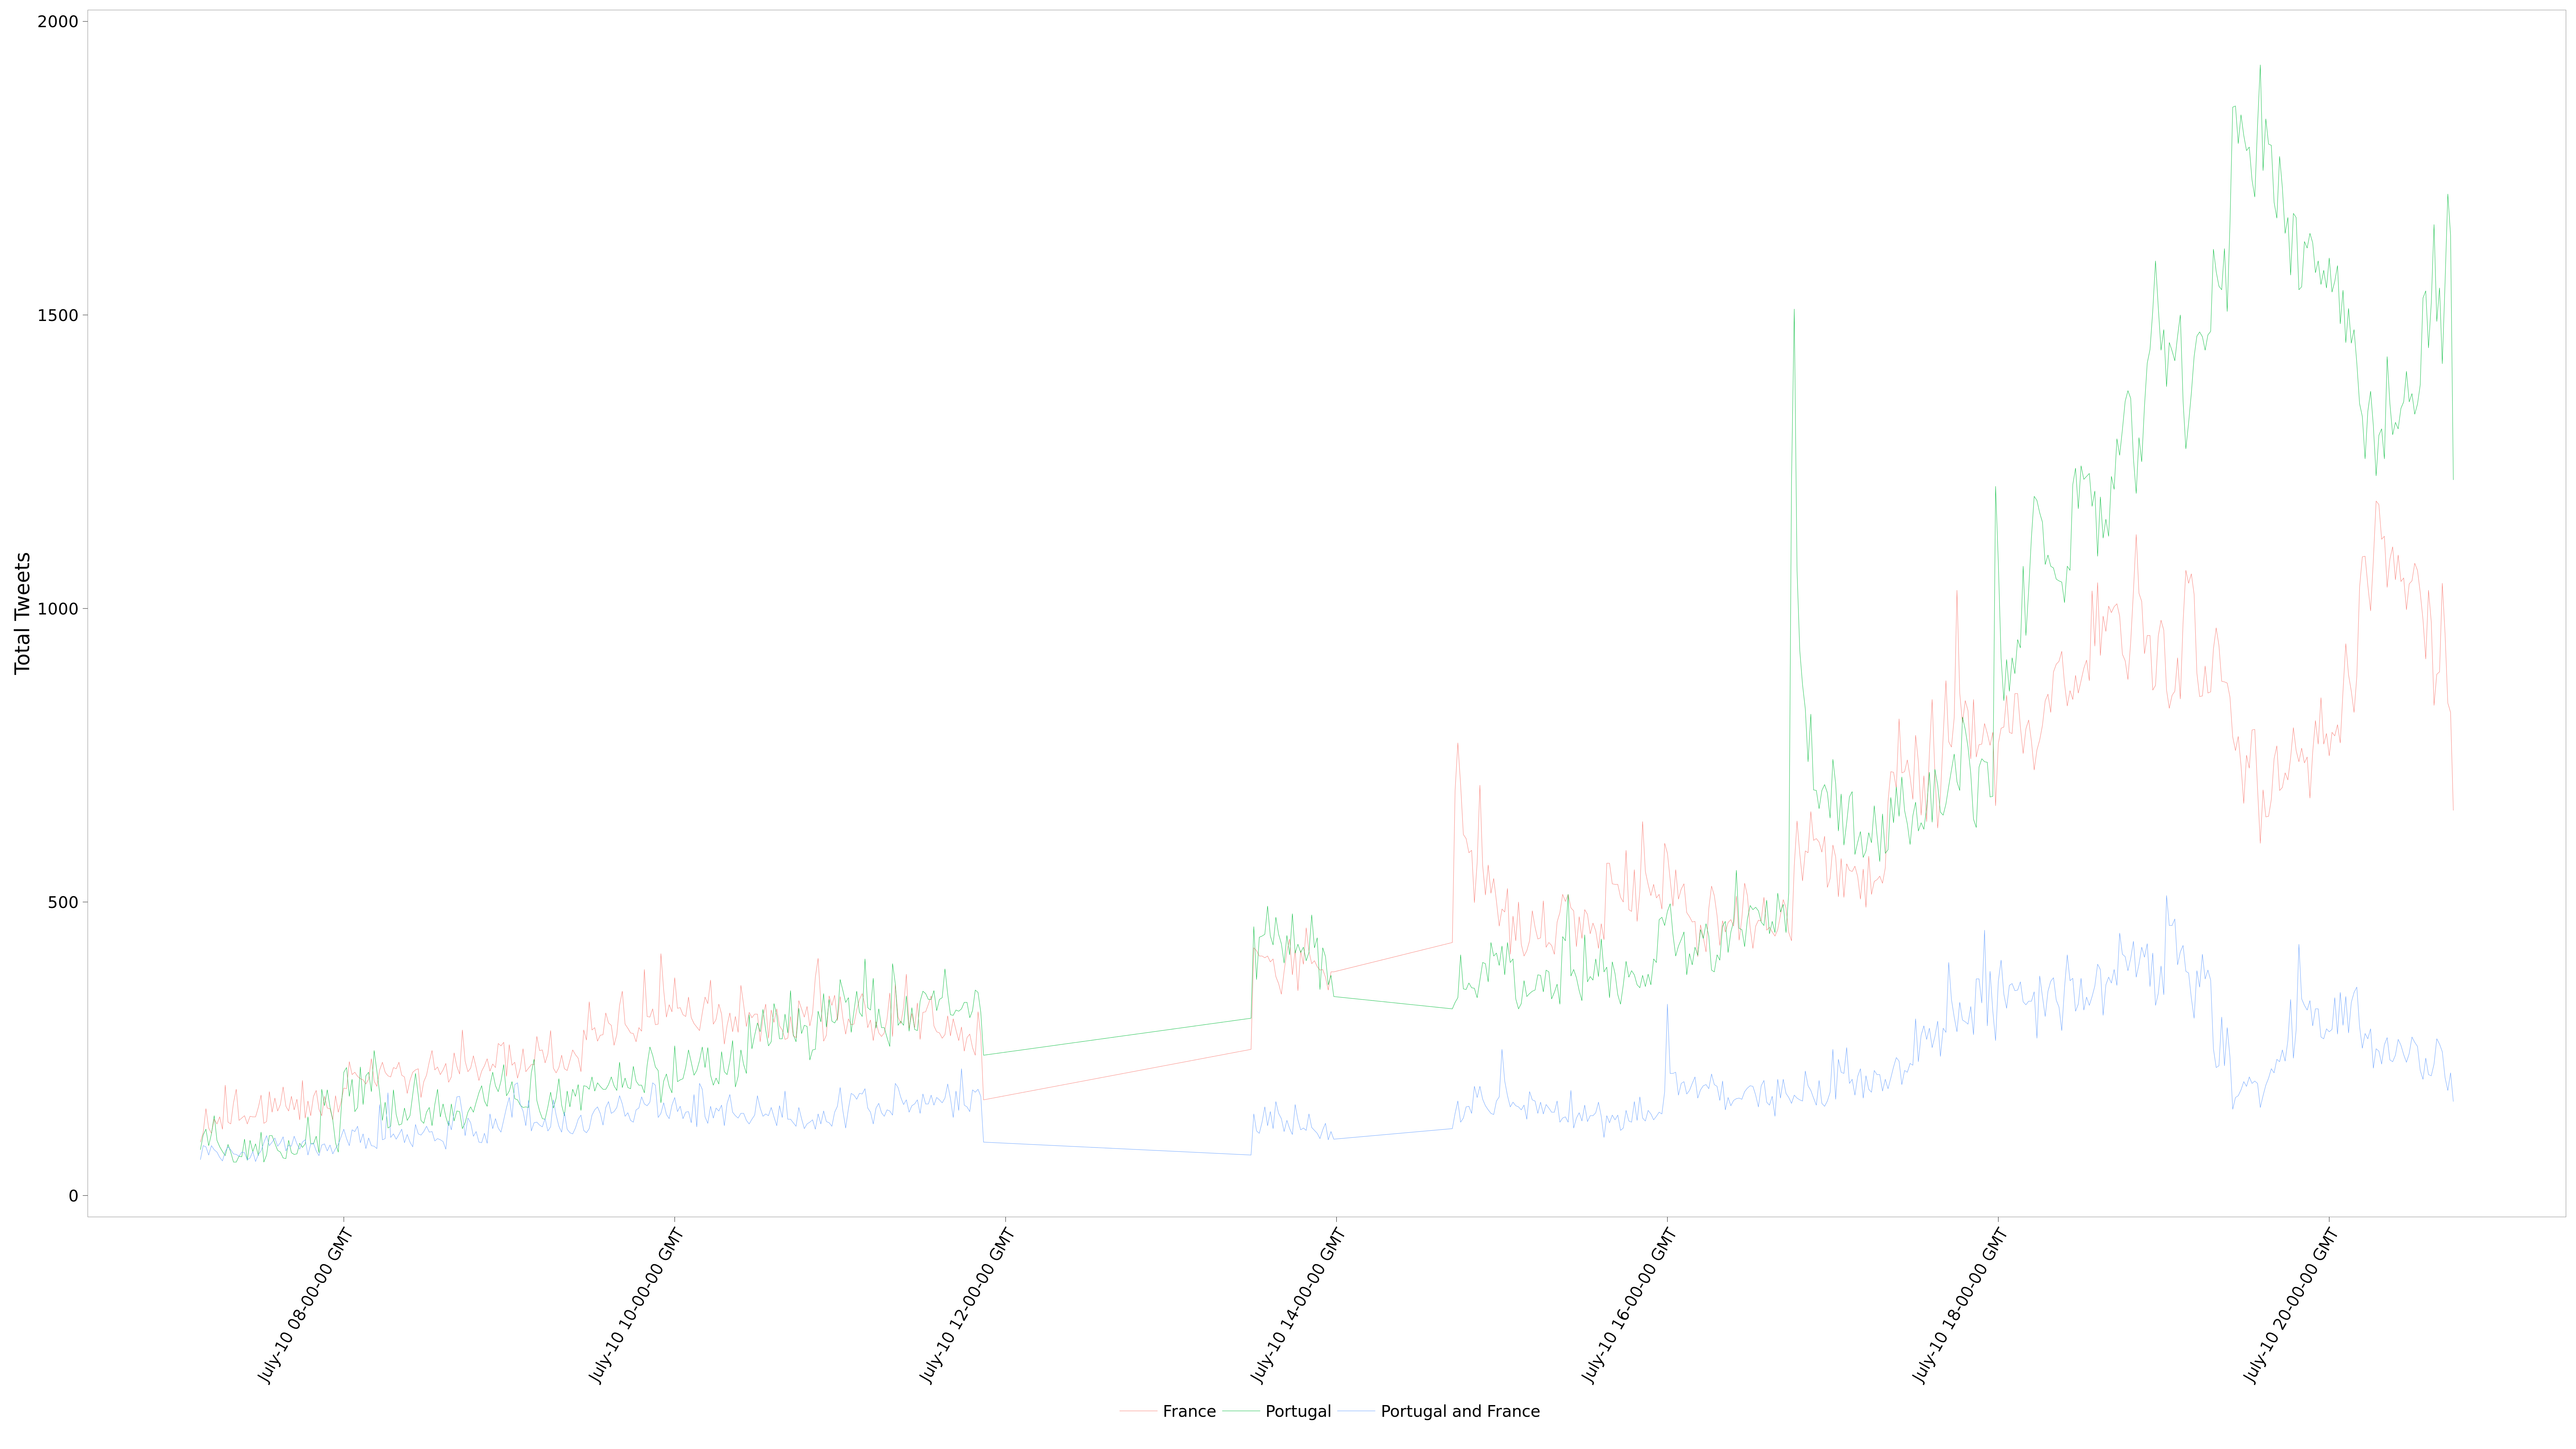 2000
1500
1000
500
0
Total Tweets
July-10 08-00-00 GMT
July-10 10-00-00 GMT
July-10 12-00-00 GMT
July-10 14-00-00 GMT
July-10 16-00-00 GMT
July-10 18-00-00 GMT
July-10 20-00-00 GMT
France Portugal Portugal and France